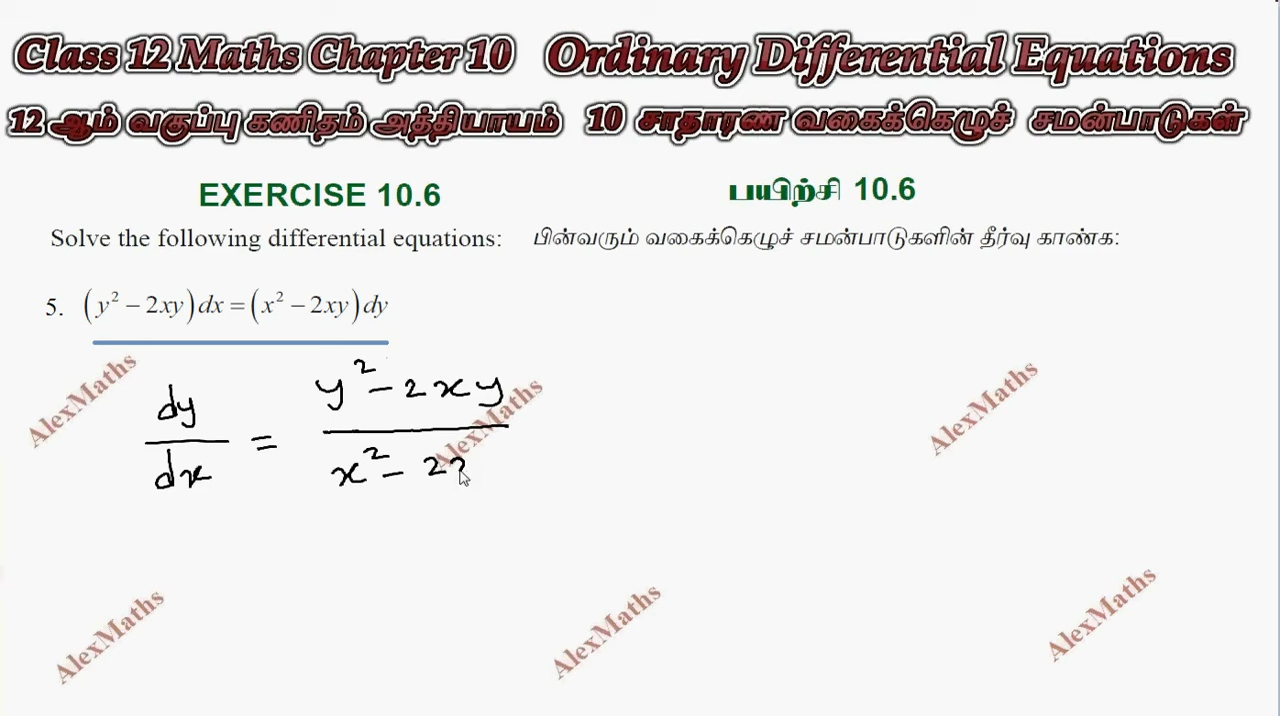 Class 12 Maths Chapter 10 Ordinary Differential Equations
12 ஆம் வகுப்பு கணிதம் அத்தியாயம் 10 சாதாரண வகைக்கெழுச் சமன்பாடுகள்
EXERCISE 10.6 பயிற்சி 10.6
Solve the following differential equations: பின்வரும் வகைக்கெழுச் சமன்பாடுகளின் தீர்வு காண்க:
5. (y² − 2xy) dx = (x² − 2xy) dy
dy/dx = y² − 2xy / x² − 2
AlexMaths
AlexMaths
AlexMaths
AlexMaths
AlexMaths
AlexMaths